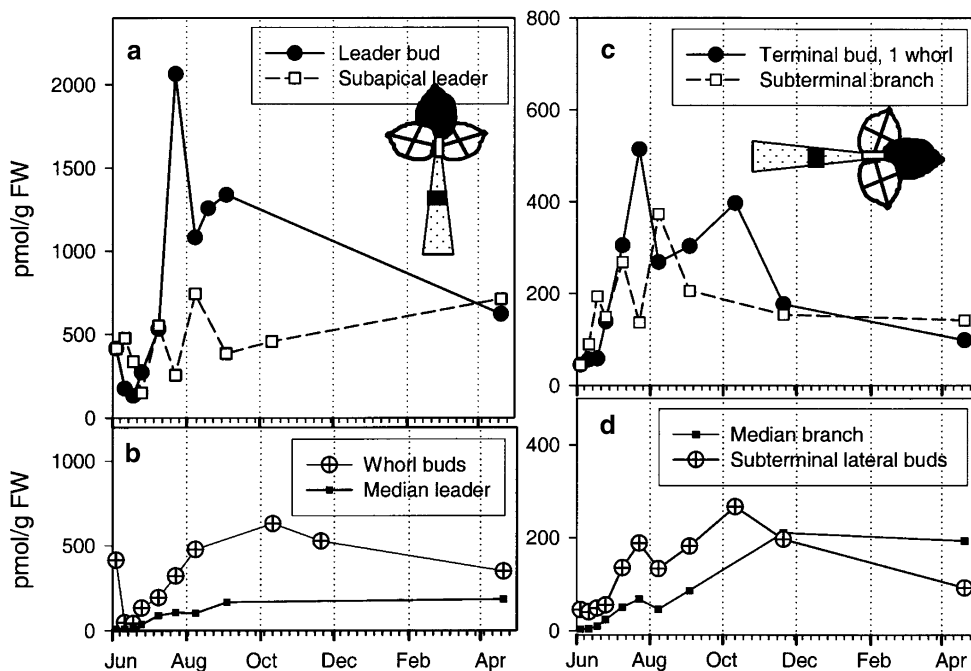 a
Leader bud
Subapical leader
2000
1500
1000
500
0
pmol/g FW
b
Whorl buds
Median leader
1000
500
0
pmol/g FW
Jun Aug Oct Dec Feb Apr
c
Terminal bud, 1 whorl
Subterminal branch
800
600
400
200
0
d
Median branch
Subterminal lateral buds
400
200
0
Jun Aug Oct Dec Feb Apr